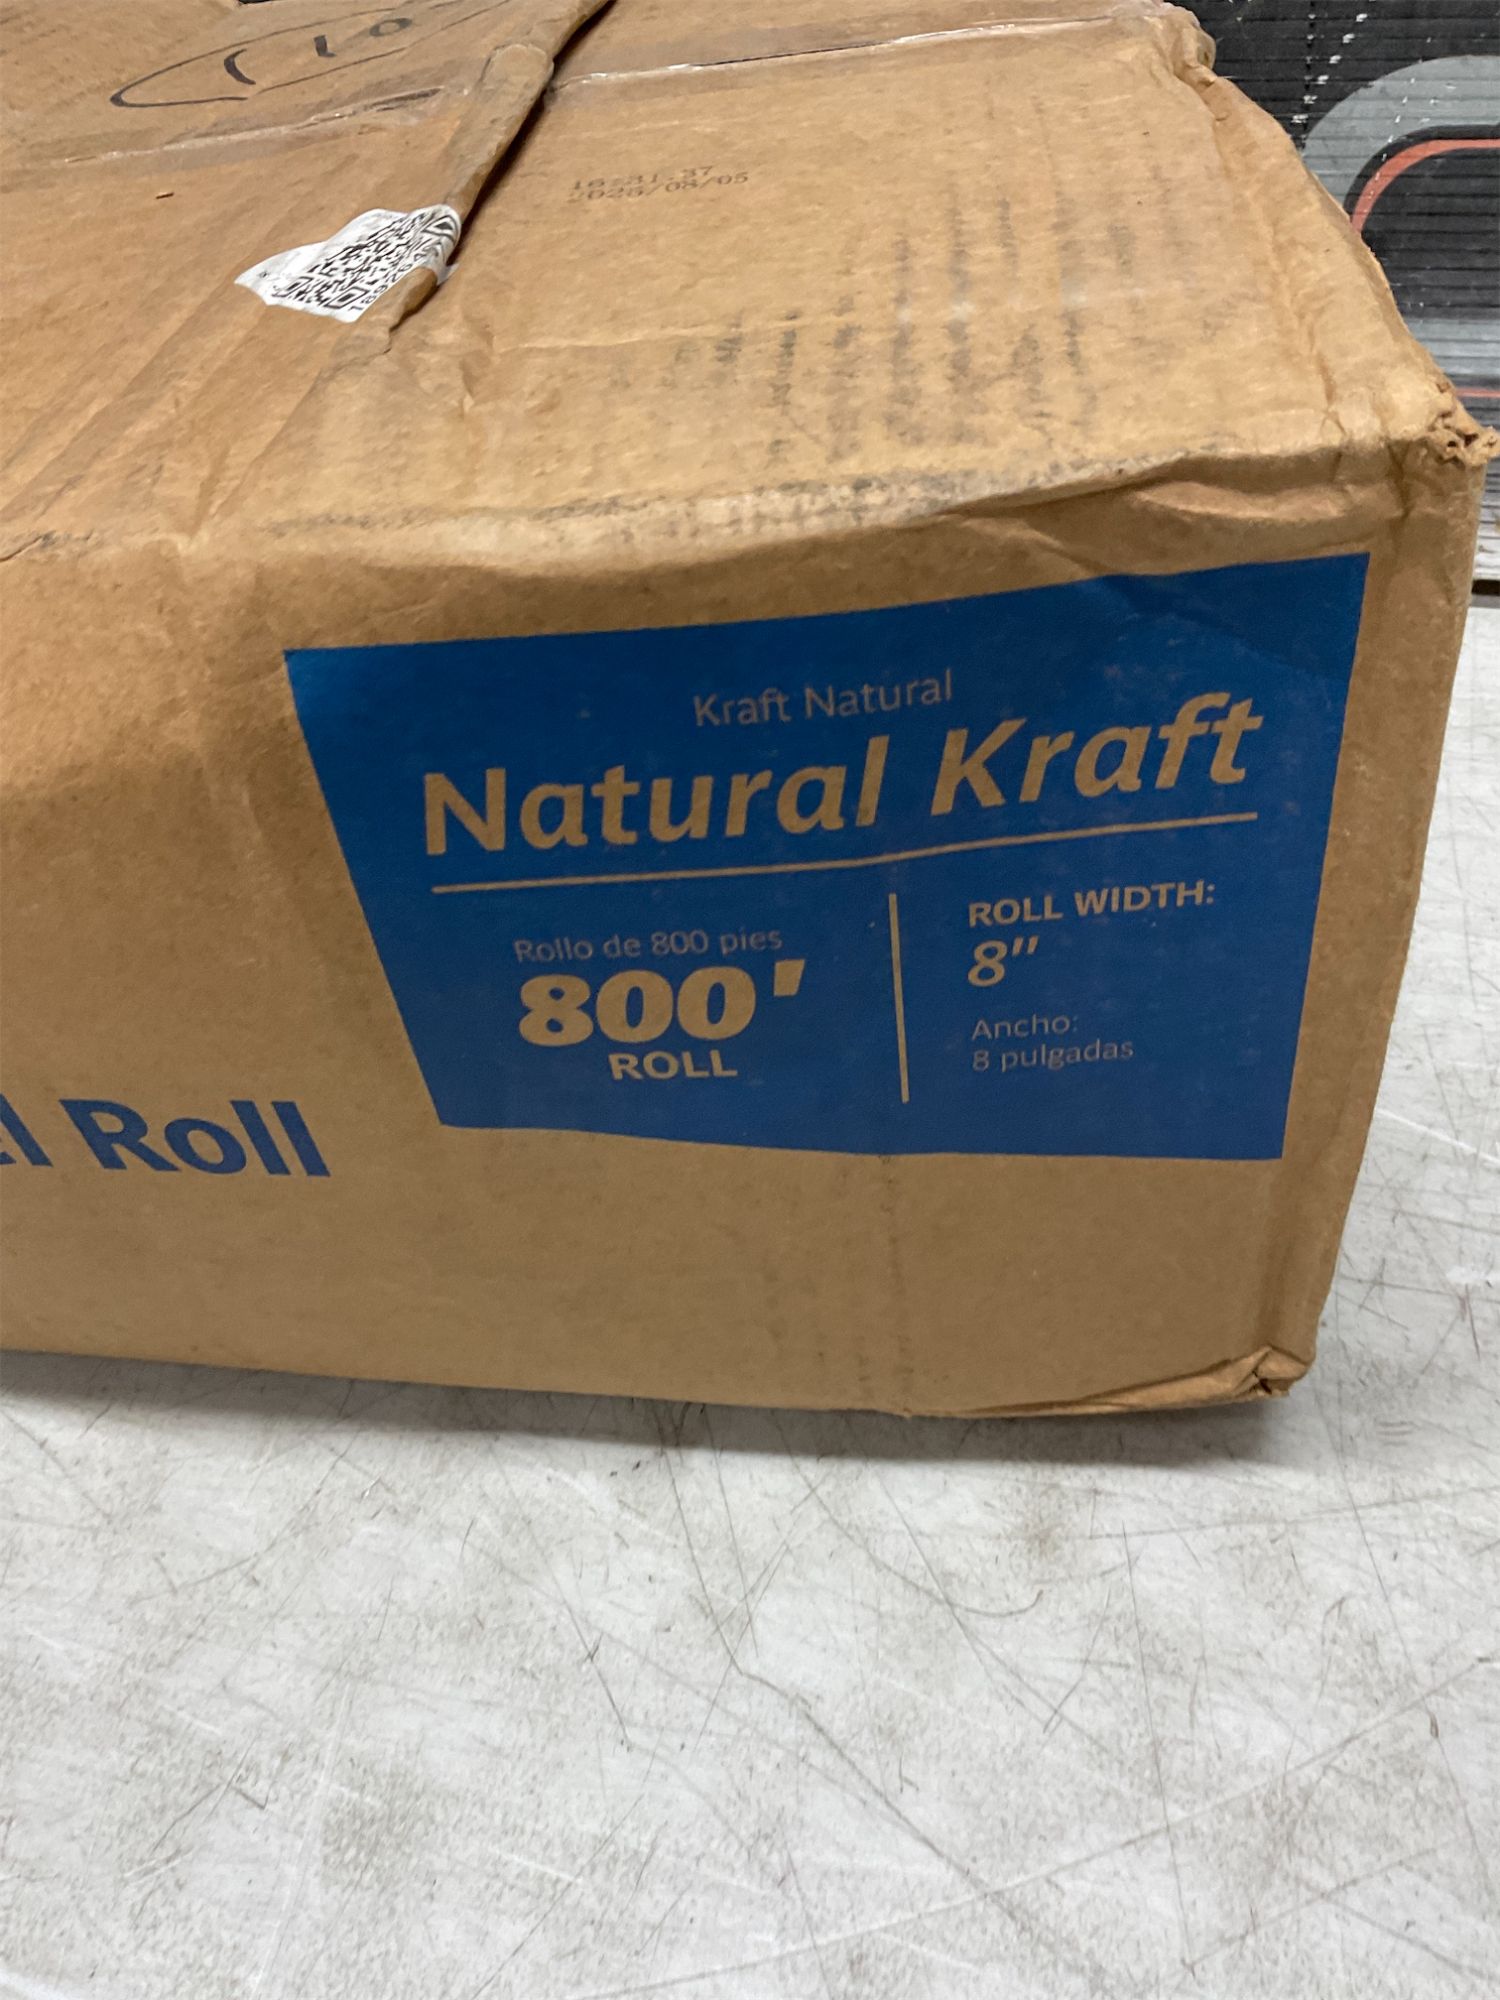 Kraft Natural
Natural Kraft
Rollo de 800 pies
800'
ROLL
ROLL WIDTH:
8"
Ancho:
8 pulgadas
Roll